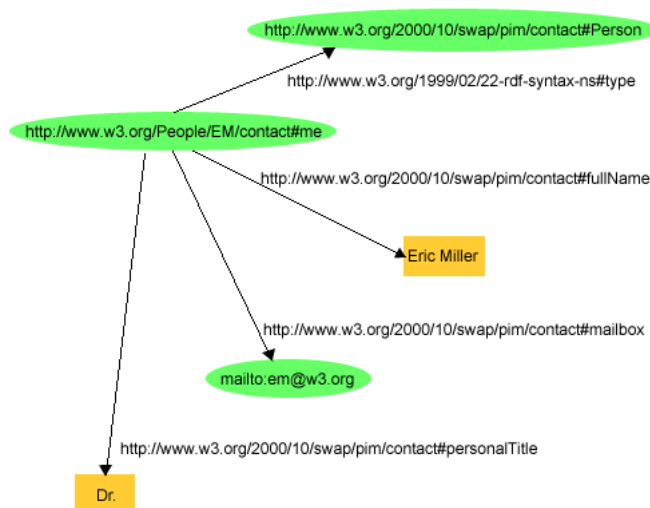 http://www.w3.org/2000/10/swap/pim/contact#Person
http://www.w3.org/1999/02/22-rdf-syntax-ns#type
http://www.w3.org/People/EM/contact#me
http://www.w3.org/2000/10/swap/pim/contact#fullName
Eric Miller
http://www.w3.org/2000/10/swap/pim/contact#mailbox
mailto:em@w3.org
http://www.w3.org/2000/10/swap/pim/contact#personalTitle
Dr.